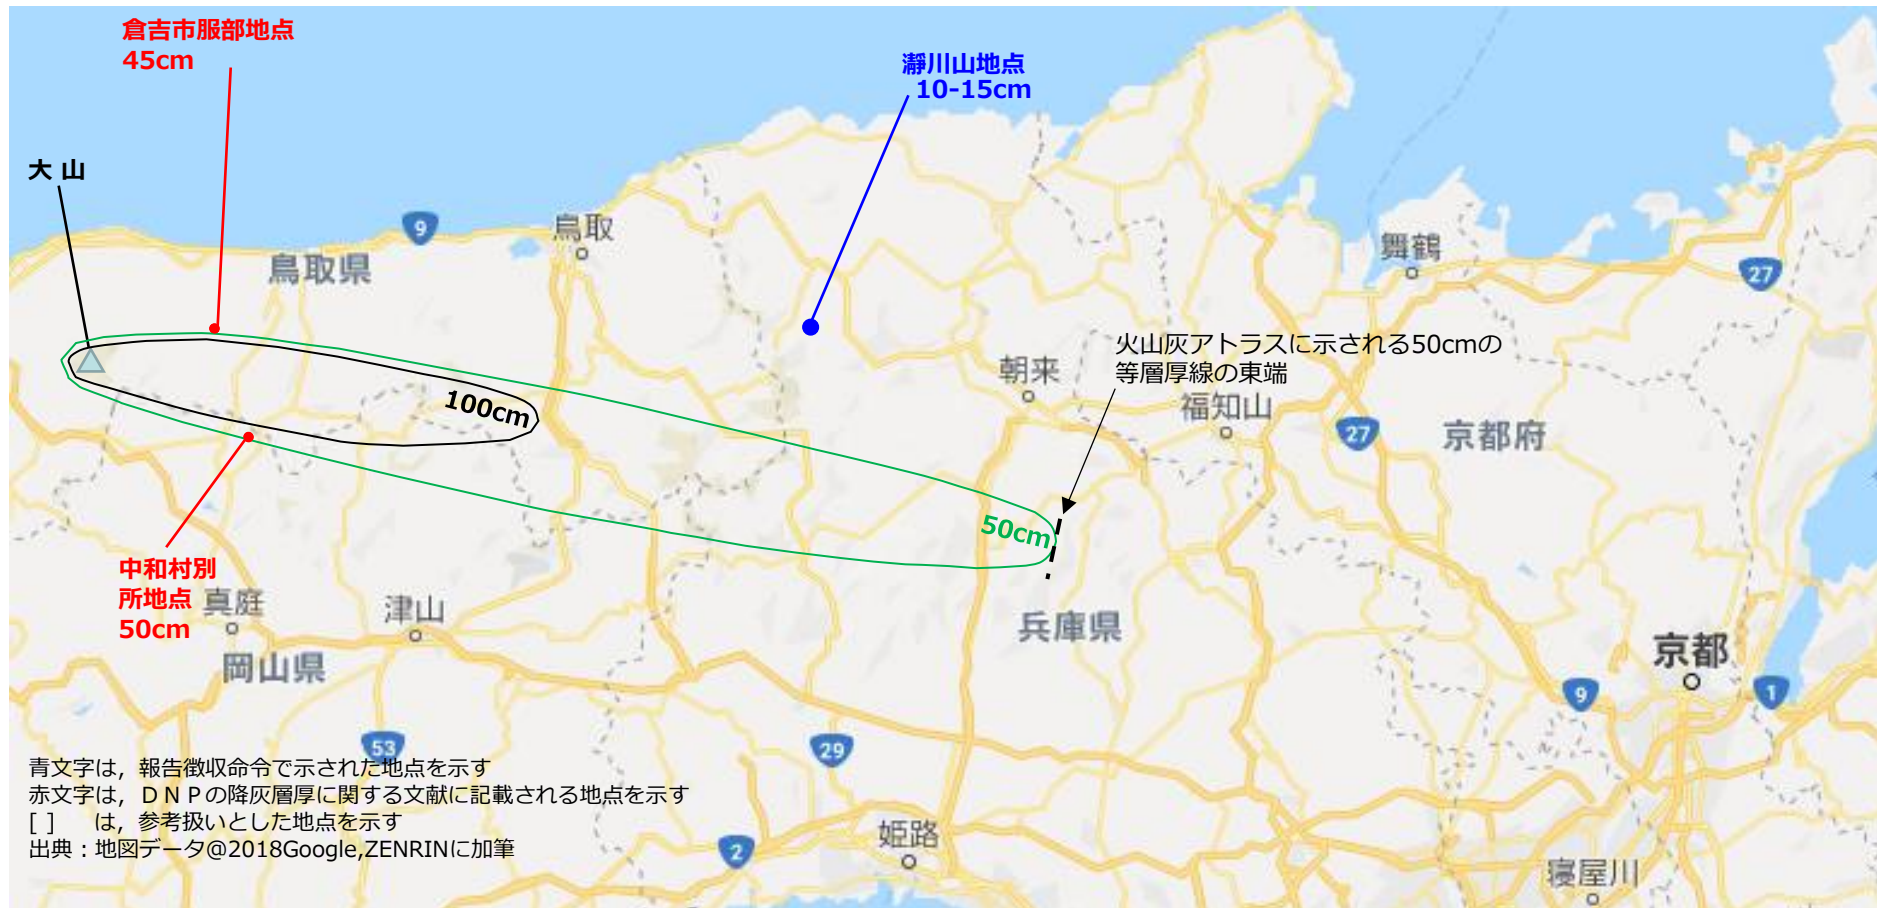 倉吉市服部地点
45cm
瀞川山地点
10-15cm
大 山
9
鳥取
鳥取県
舞鶴
27
火山灰アトラスに示される50cmの
等層厚線の東端
朝来
100cm
福知山
27
京都府
50cm
中和村別
所地点
50cm
真庭
津山
兵庫県
岡山県
京都
9
1
53
29
青文字は，報告徴収命令で示された地点を示す
赤文字は，ＤＮＰの降灰層厚に関する文献に記載される地点を示す
[ ] は，参考扱いとした地点を示す
出典：地図データ@2018Google,ZENRINに加筆
2
姫路
寝屋川